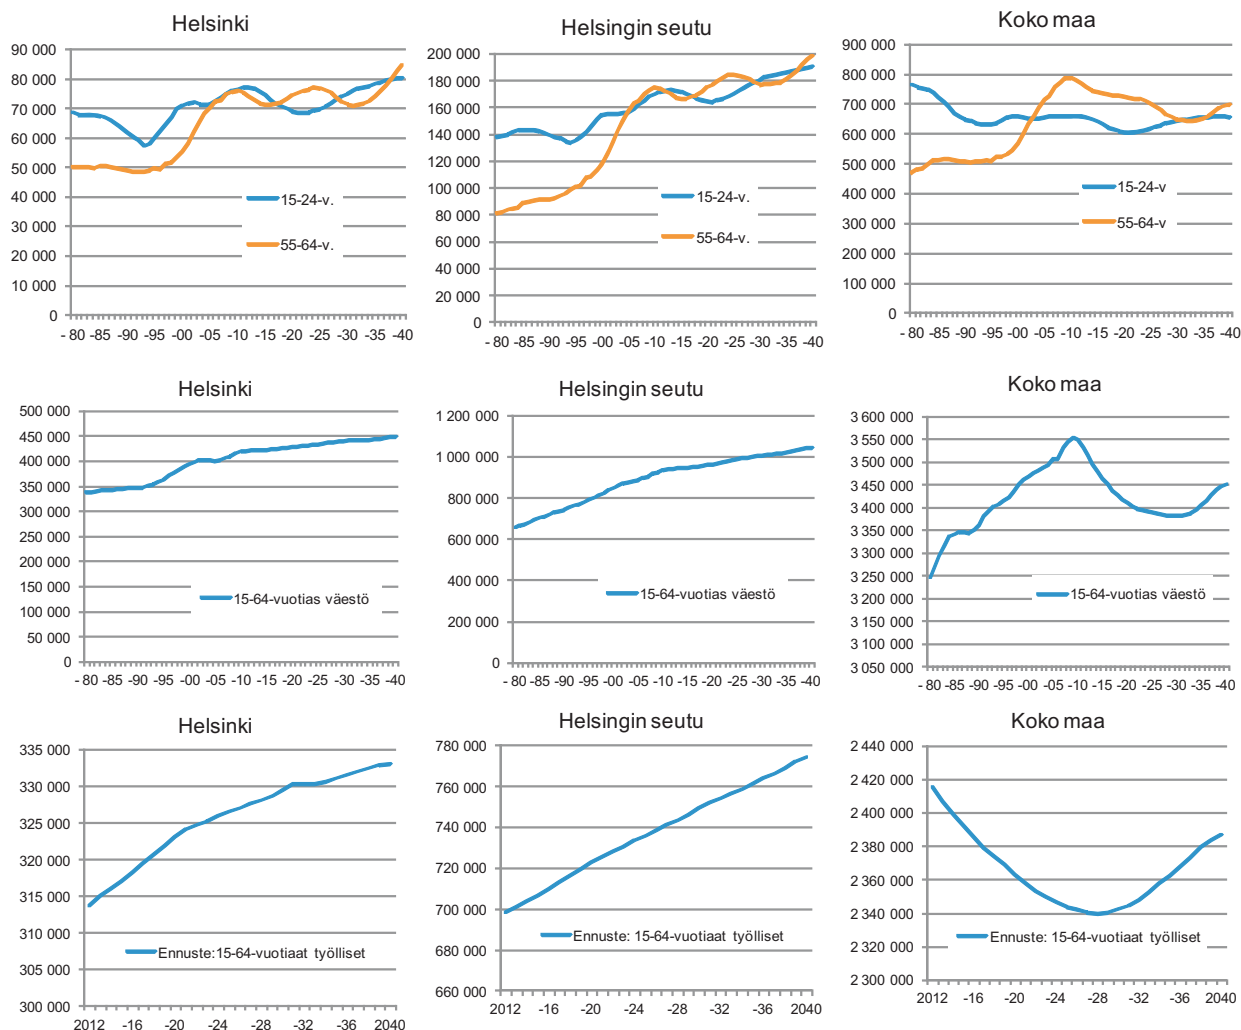 Helsinki
90 000
80 000
70 000
60 000
50 000
40 000
30 000
20 000
10 000
0
15-24-v.
55-64-v.
- 80 -85 -90 -95 -00 -05 -10 -15 -20 -25 -30 -35 -40
Helsingin seutu
200 000
180 000
160 000
140 000
120 000
100 000
80 000
60 000
40 000
20 000
0
15-24-v.
55-64-v.
- 80 -85 -90 -95 -00 -05 -10 -15 -20 -25 -30 -35 -40
Koko maa
900 000
800 000
700 000
600 000
500 000
400 000
300 000
200 000
100 000
0
15-24-v
55-64-v
- 80 -85 -90 -95 -00 -05 -10 -15 -20 -25 -30 -35 -40
Helsinki
500 000
450 000
400 000
350 000
300 000
250 000
200 000
150 000
100 000
50 000
0
15-64-vuotias väestö
- 80 -85 -90 -95 -00 -05 -10 -15 -20 -25 -30 -35 -40
Helsingin seutu
1 200 000
1 000 000
800 000
600 000
400 000
200 000
0
15-64-vuotias väestö
- 80 -85 -90 -95 -00 -05 -10 -15 -20 -25 -30 -35 -40
Koko maa
3 600 000
3 550 000
3 500 000
3 450 000
3 400 000
3 350 000
3 300 000
3 250 000
3 200 000
3 150 000
3 100 000
3 050 000
15-64-vuotias väestö
- 80 -85 -90 -95 -00 -05 -10 -15 -20 -25 -30 -35 -40
Helsinki
335 000
330 000
325 000
320 000
315 000
310 000
305 000
300 000
Ennuste: 15-64-vuotiaat työlliset
2012 -16 -20 -24 -28 -32 -36 2040
Helsingin seutu
780 000
760 000
740 000
720 000
700 000
680 000
660 000
Ennuste: 15-64-vuotiaat työlliset
2012 -16 -20 -24 -28 -32 -36 2040
Koko maa
2 440 000
2 420 000
2 400 000
2 380 000
2 360 000
2 340 000
2 320 000
2 300 000
Ennuste: 15-64-vuotiaat työlliset
2012 -16 -20 -24 -28 -32 -36 2040